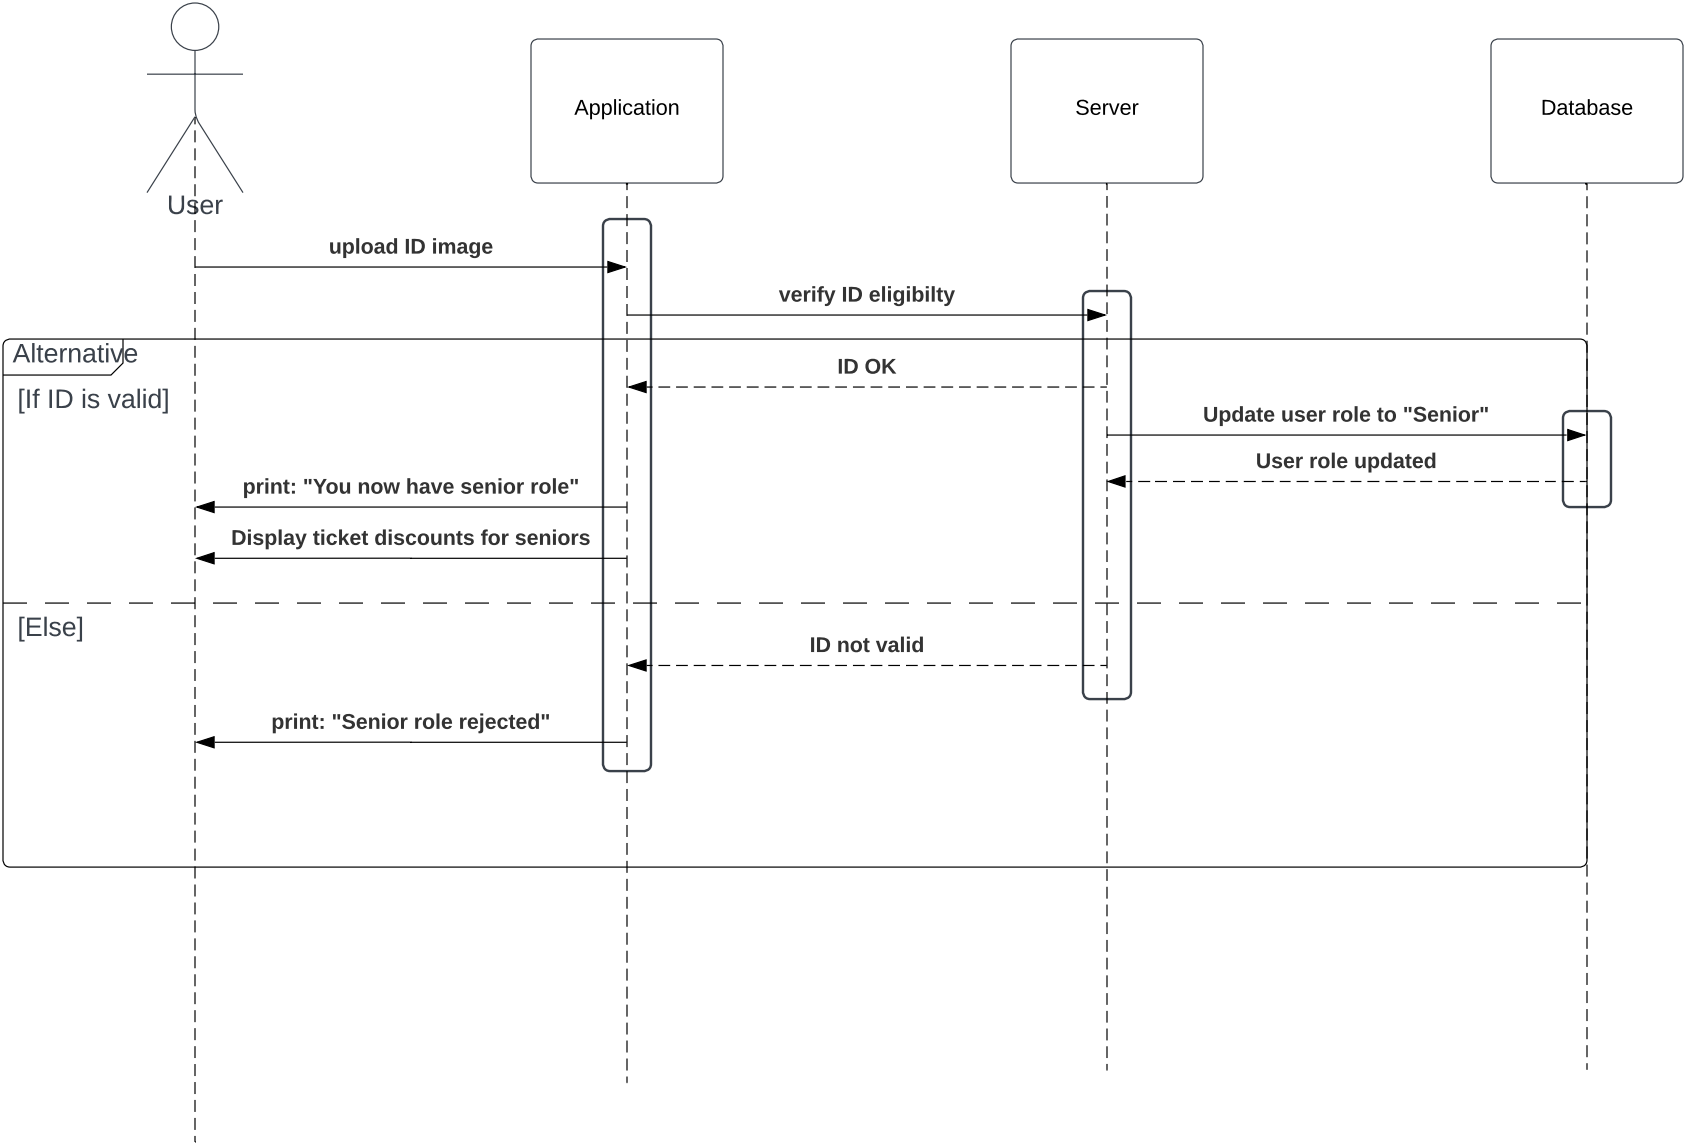 User
Application
Server
Database
upload ID image
verify ID eligibilty
Alternative
[If ID is valid]
ID OK
Update user role to "Senior"
User role updated
print: "You now have senior role"
Display ticket discounts for seniors
[Else]
ID not valid
print: "Senior role rejected"